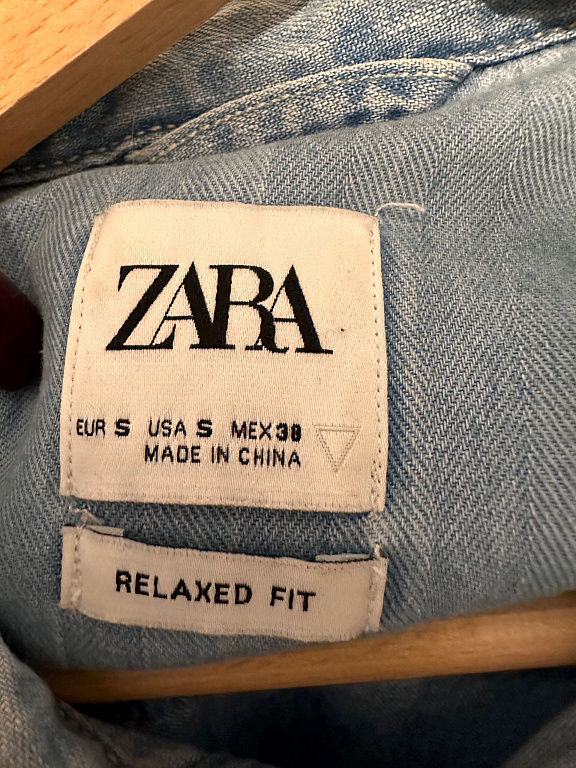 ZARA
EUR S USA S MEX 38
MADE IN CHINA
RELAXED FIT